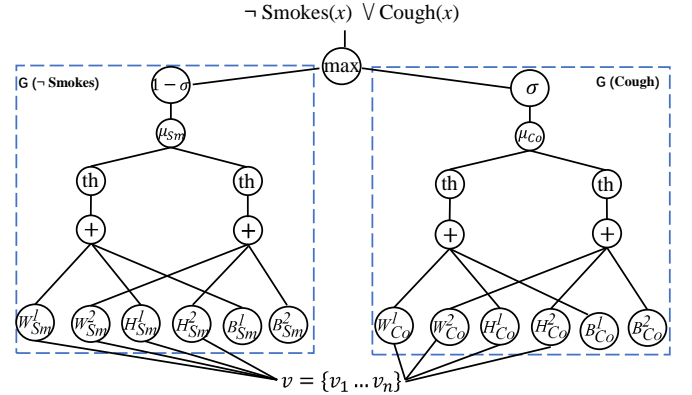 ¬ Smokes(x) ∨ Cough(x)
max
G (¬ Smokes) G (Cough)
1 − σ σ
μ_Sm μ_Co
th th th th
+ + + +
W^1_Sm W^2_Sm H^1_Sm H^2_Sm B^1_Sm B^2_Sm W^1_Co W^2_Co H^1_Co H^2_Co B^1_Co B^2_Co
v = {v_1 … v_n}